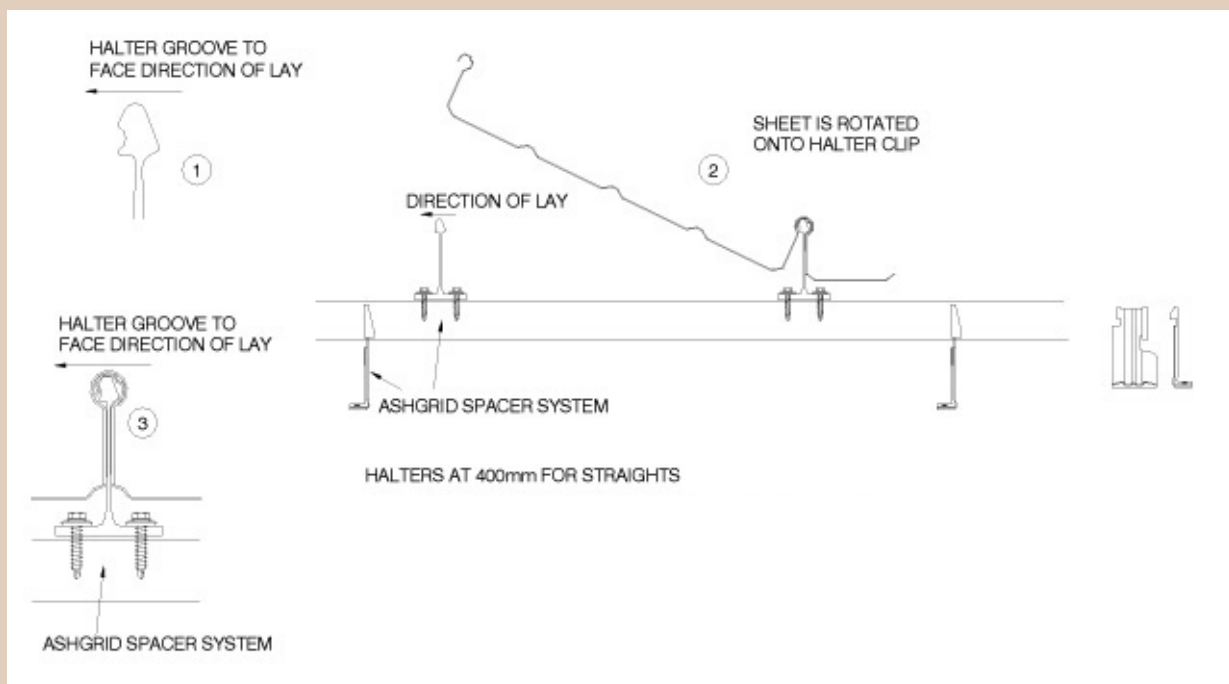 HALTER GROOVE TO
FACE DIRECTION OF LAY
1
SHEET IS ROTATED
ONTO HALTER CLIP
2
DIRECTION OF LAY
HALTER GROOVE TO
FACE DIRECTION OF LAY
3
ASHGRID SPACER SYSTEM
HALTERS AT 400mm FOR STRAIGHTS
ASHGRID SPACER SYSTEM